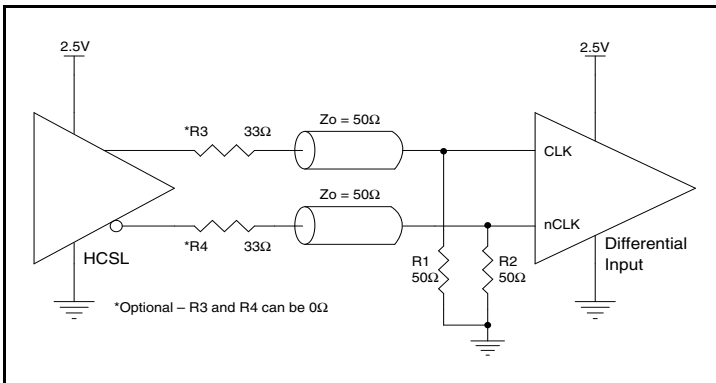 2.5V
2.5V
*R3 33Ω
Zo = 50Ω
CLK
Zo = 50Ω
nCLK
*R4 33Ω
HCSL
R1
50Ω
R2
50Ω
Differential
Input
*Optional – R3 and R4 can be 0Ω